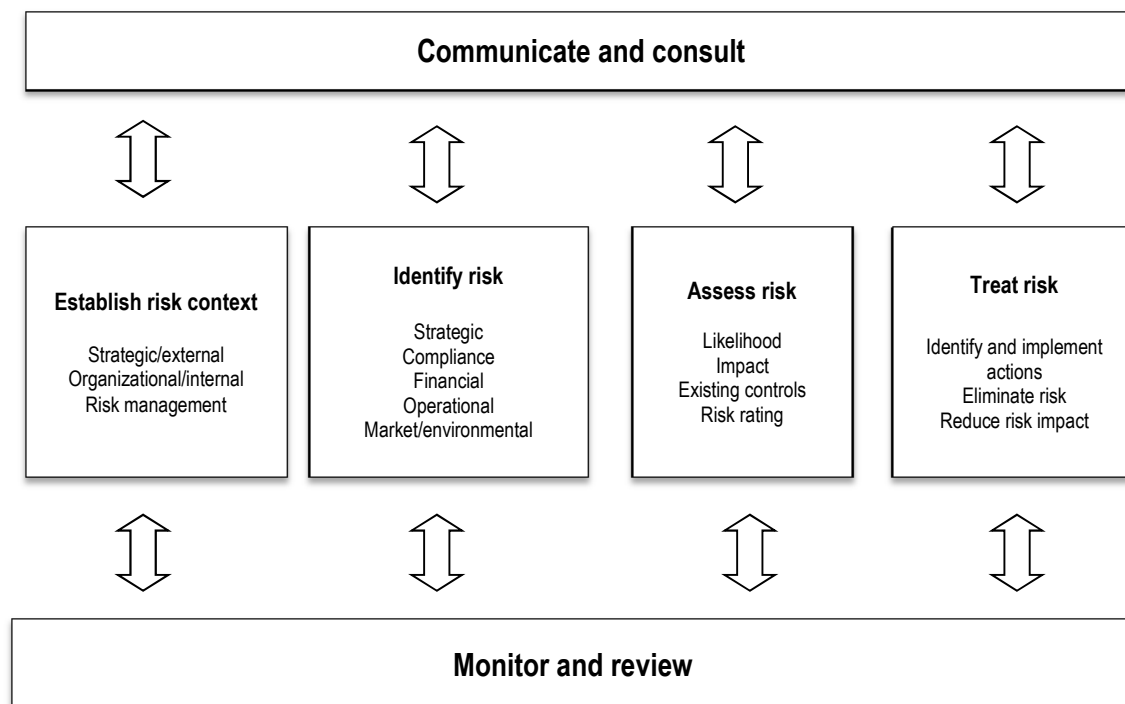 Communicate and consult
Establish risk context
Strategic/external
Organizational/internal
Risk management
Identify risk
Strategic
Compliance
Financial
Operational
Market/environmental
Assess risk
Likelihood
Impact
Existing controls
Risk rating
Treat risk
Identify and implement
actions
Eliminate risk
Reduce risk impact
Monitor and review